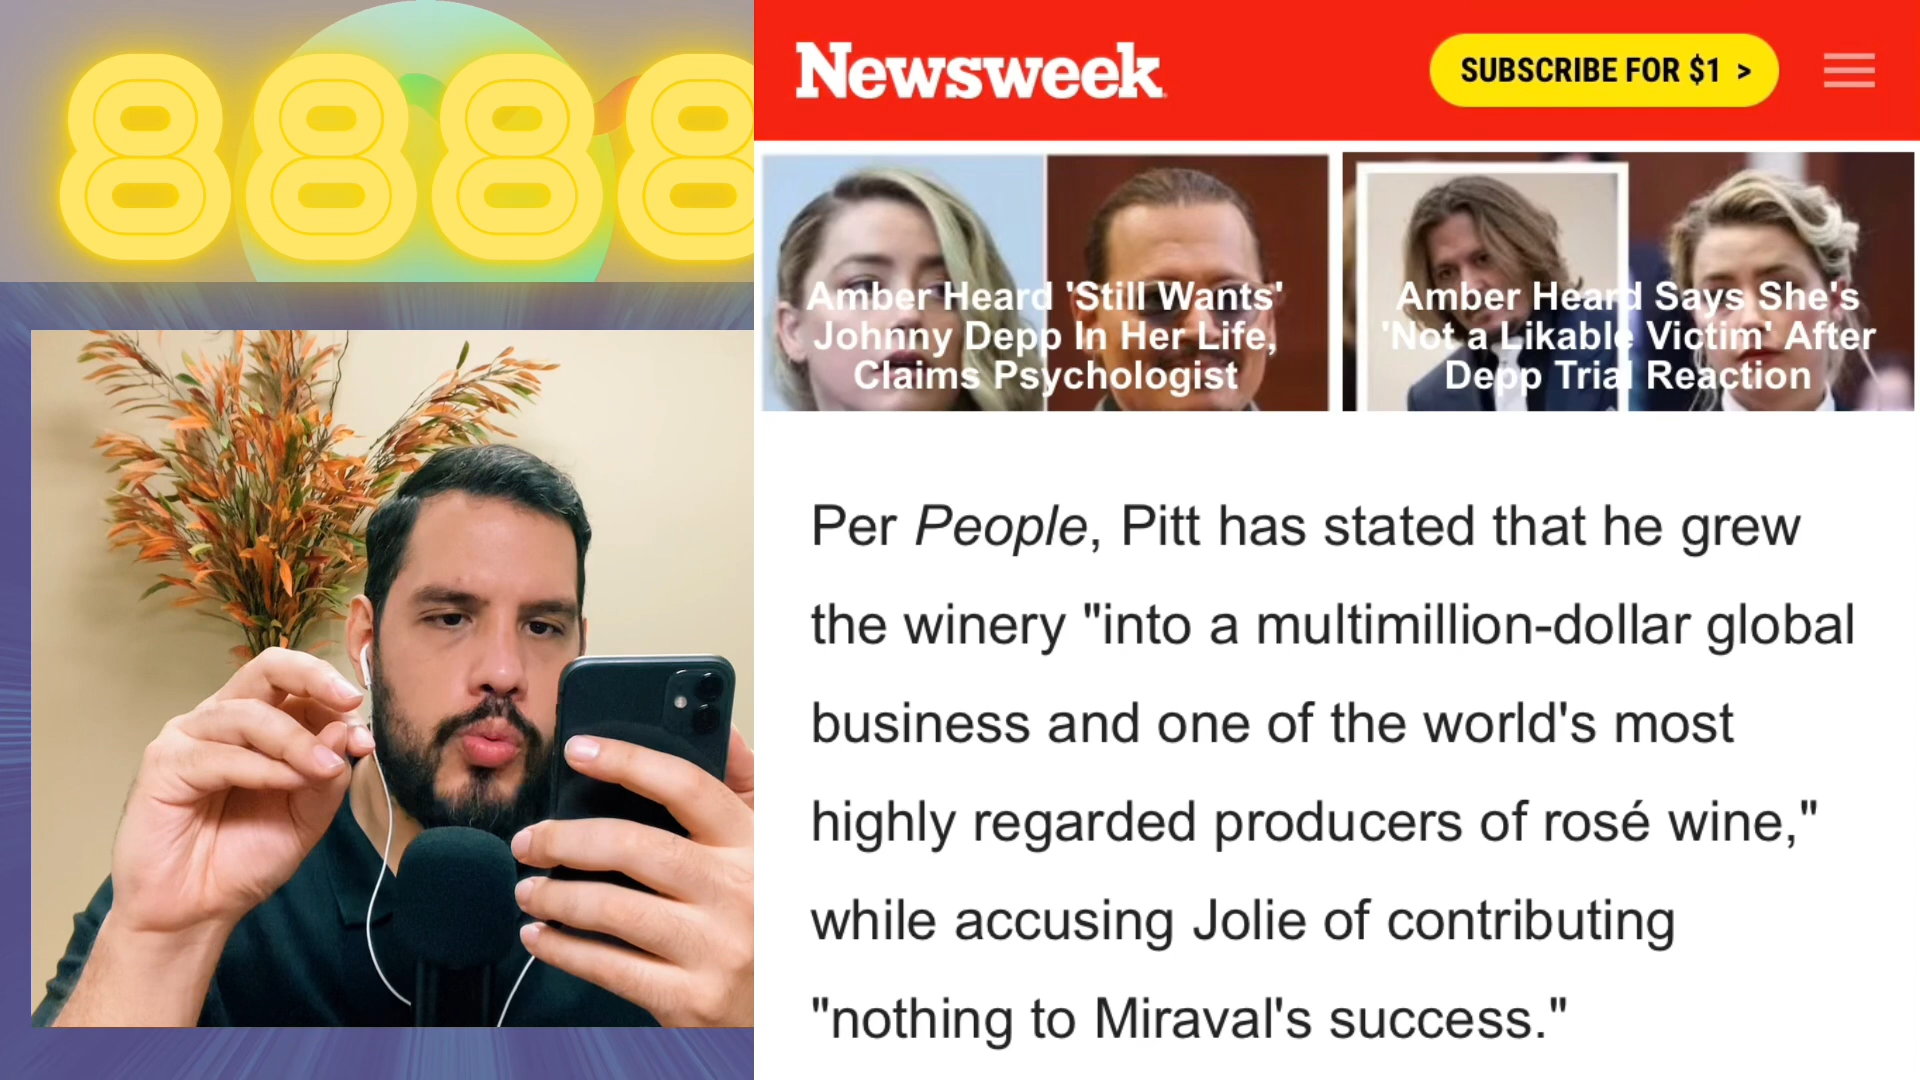 8888
Newsweek
SUBSCRIBE FOR $1 >
Amber Heard 'Still Wants'
Johnny Depp In Her Life,
Claims Psychologist
Amber Heard Says She's
'Not a Likable Victim' After
Depp Trial Reaction
Per People, Pitt has stated that he grew
the winery "into a multimillion-dollar global
business and one of the world's most
highly regarded producers of rosé wine,"
while accusing Jolie of contributing
"nothing to Miraval's success."